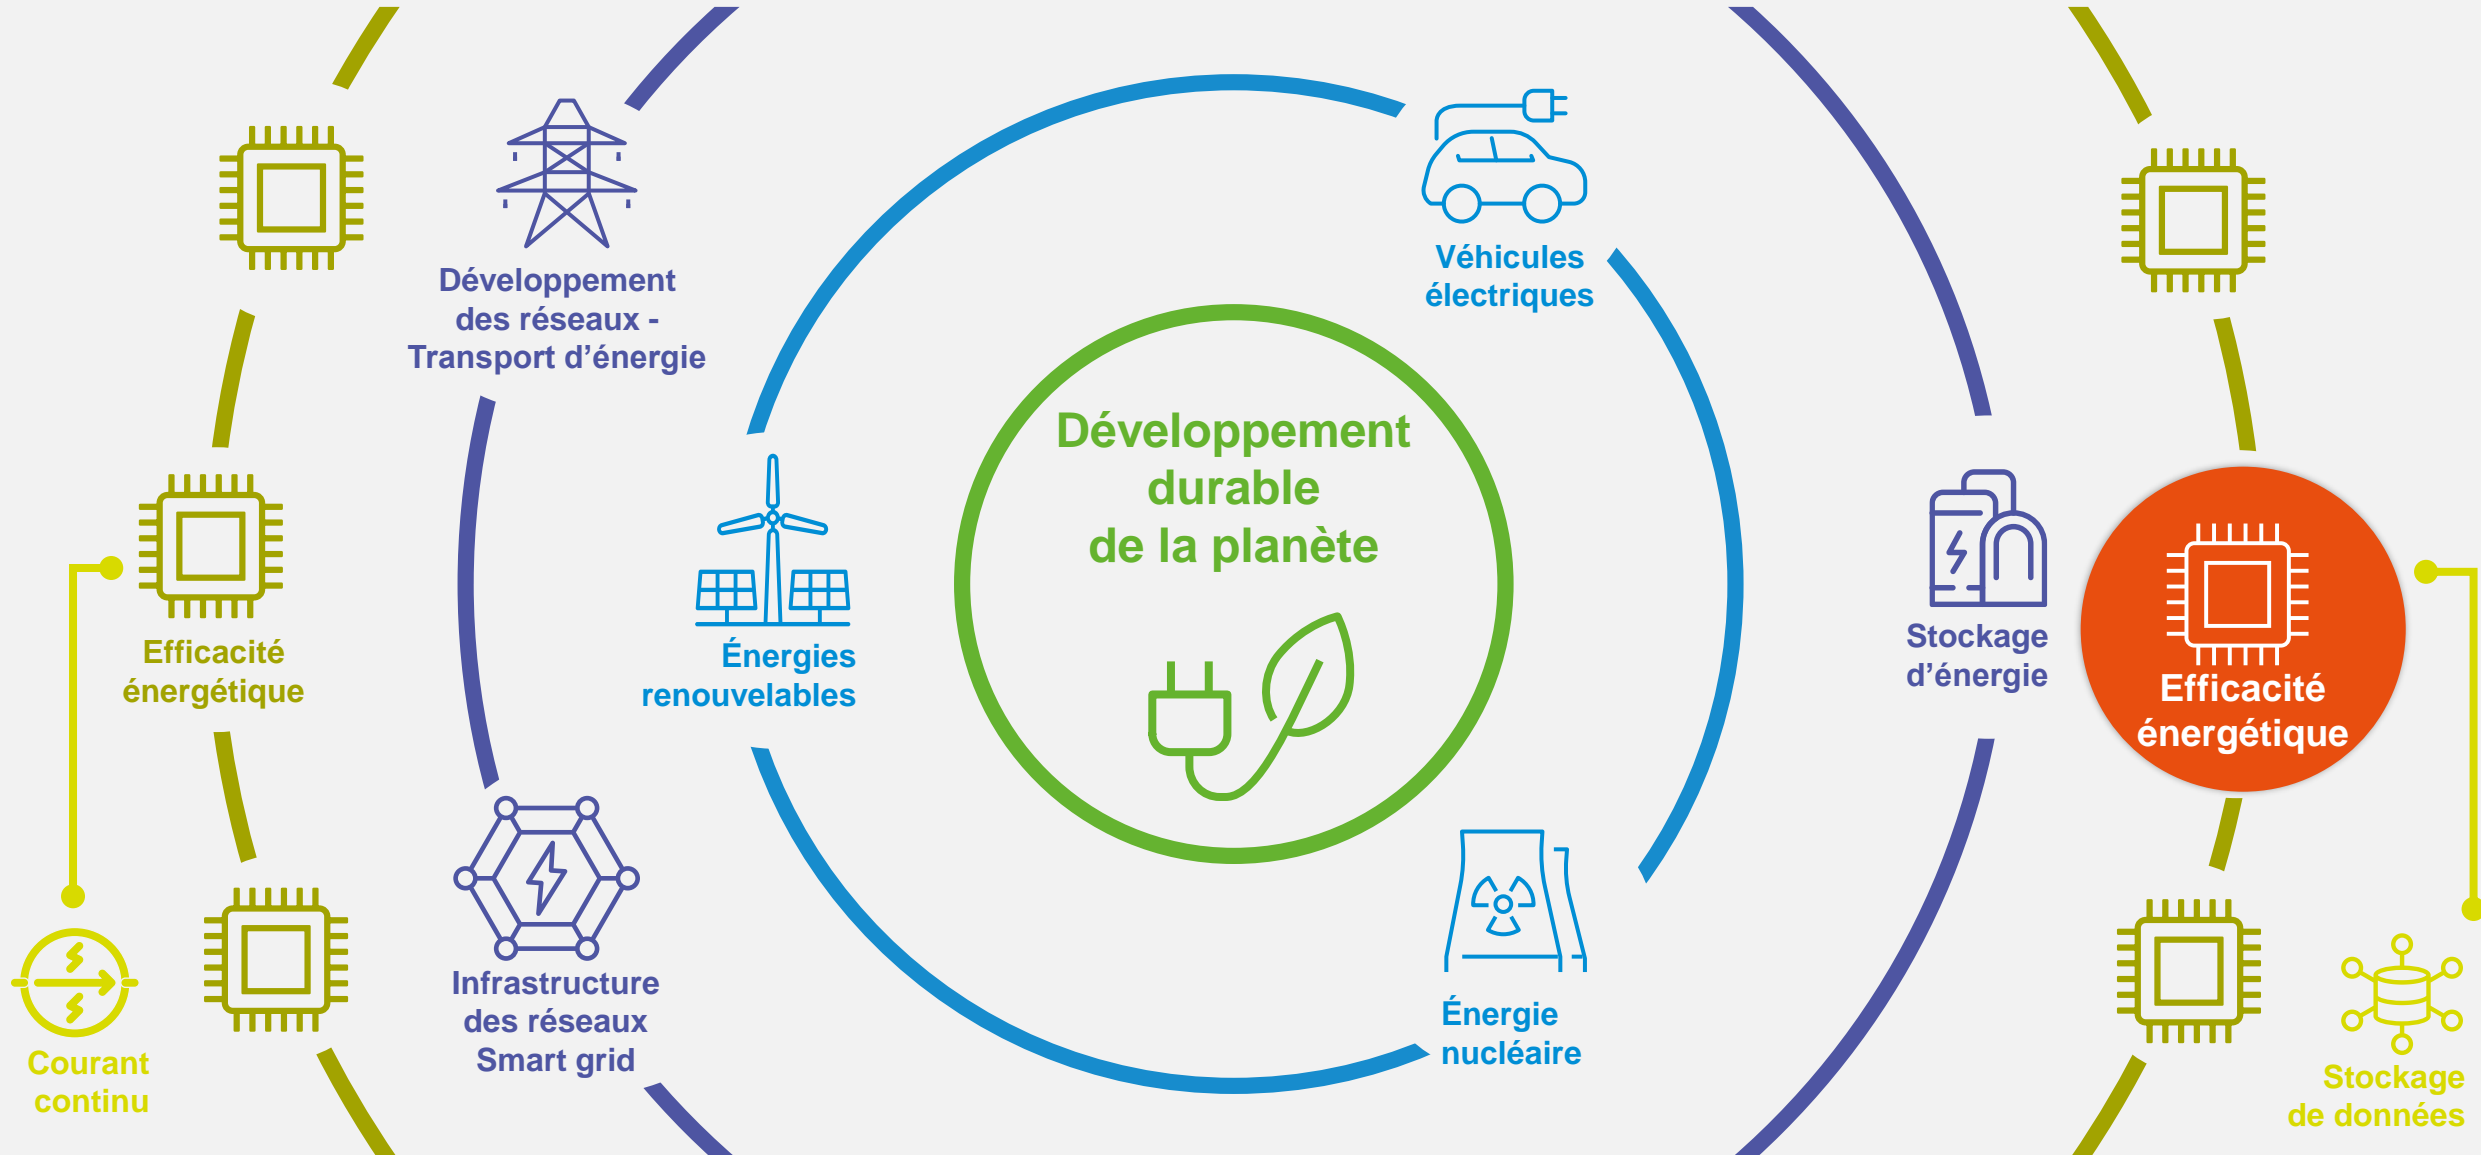 Développement
des réseaux -
Transport d’énergie
Véhicules
électriques
Développement
durable
de la planète
Efficacité
énergétique
Énergies
renouvelables
Stockage
d’énergie
Efficacité
énergétique
Infrastructure
des réseaux
Smart grid
Énergie
nucléaire
Courant
continu
Stockage
de données